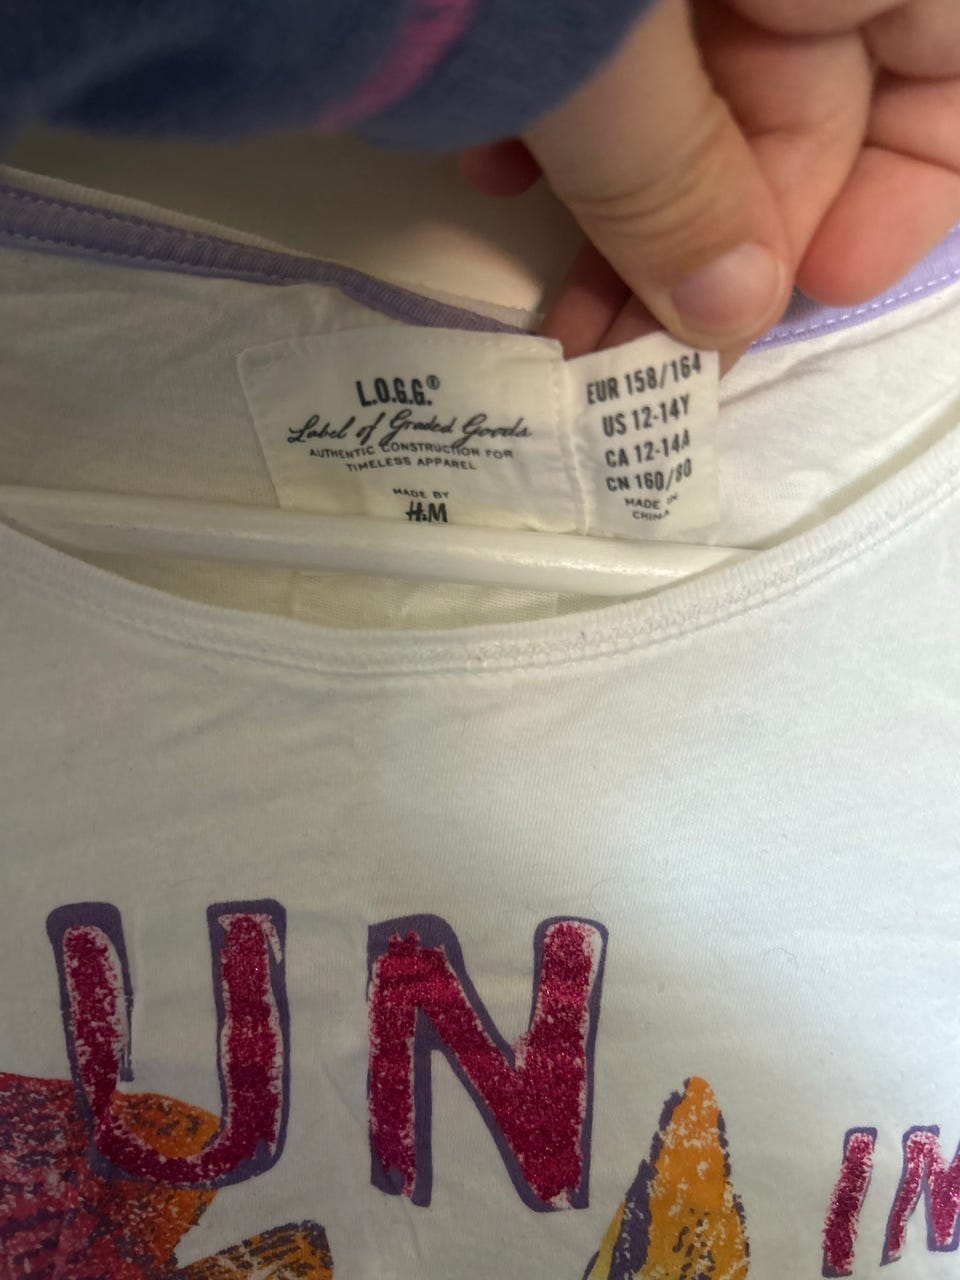 L.O.G.G.®
Label of Graded Goods
AUTHENTIC CONSTRUCTION FOR
TIMELESS APPAREL
MADE BY
H&M
EUR 158/164
US 12-14Y
CA 12-14A
CN 160/80
MADE IN
CHINA
UN
IN